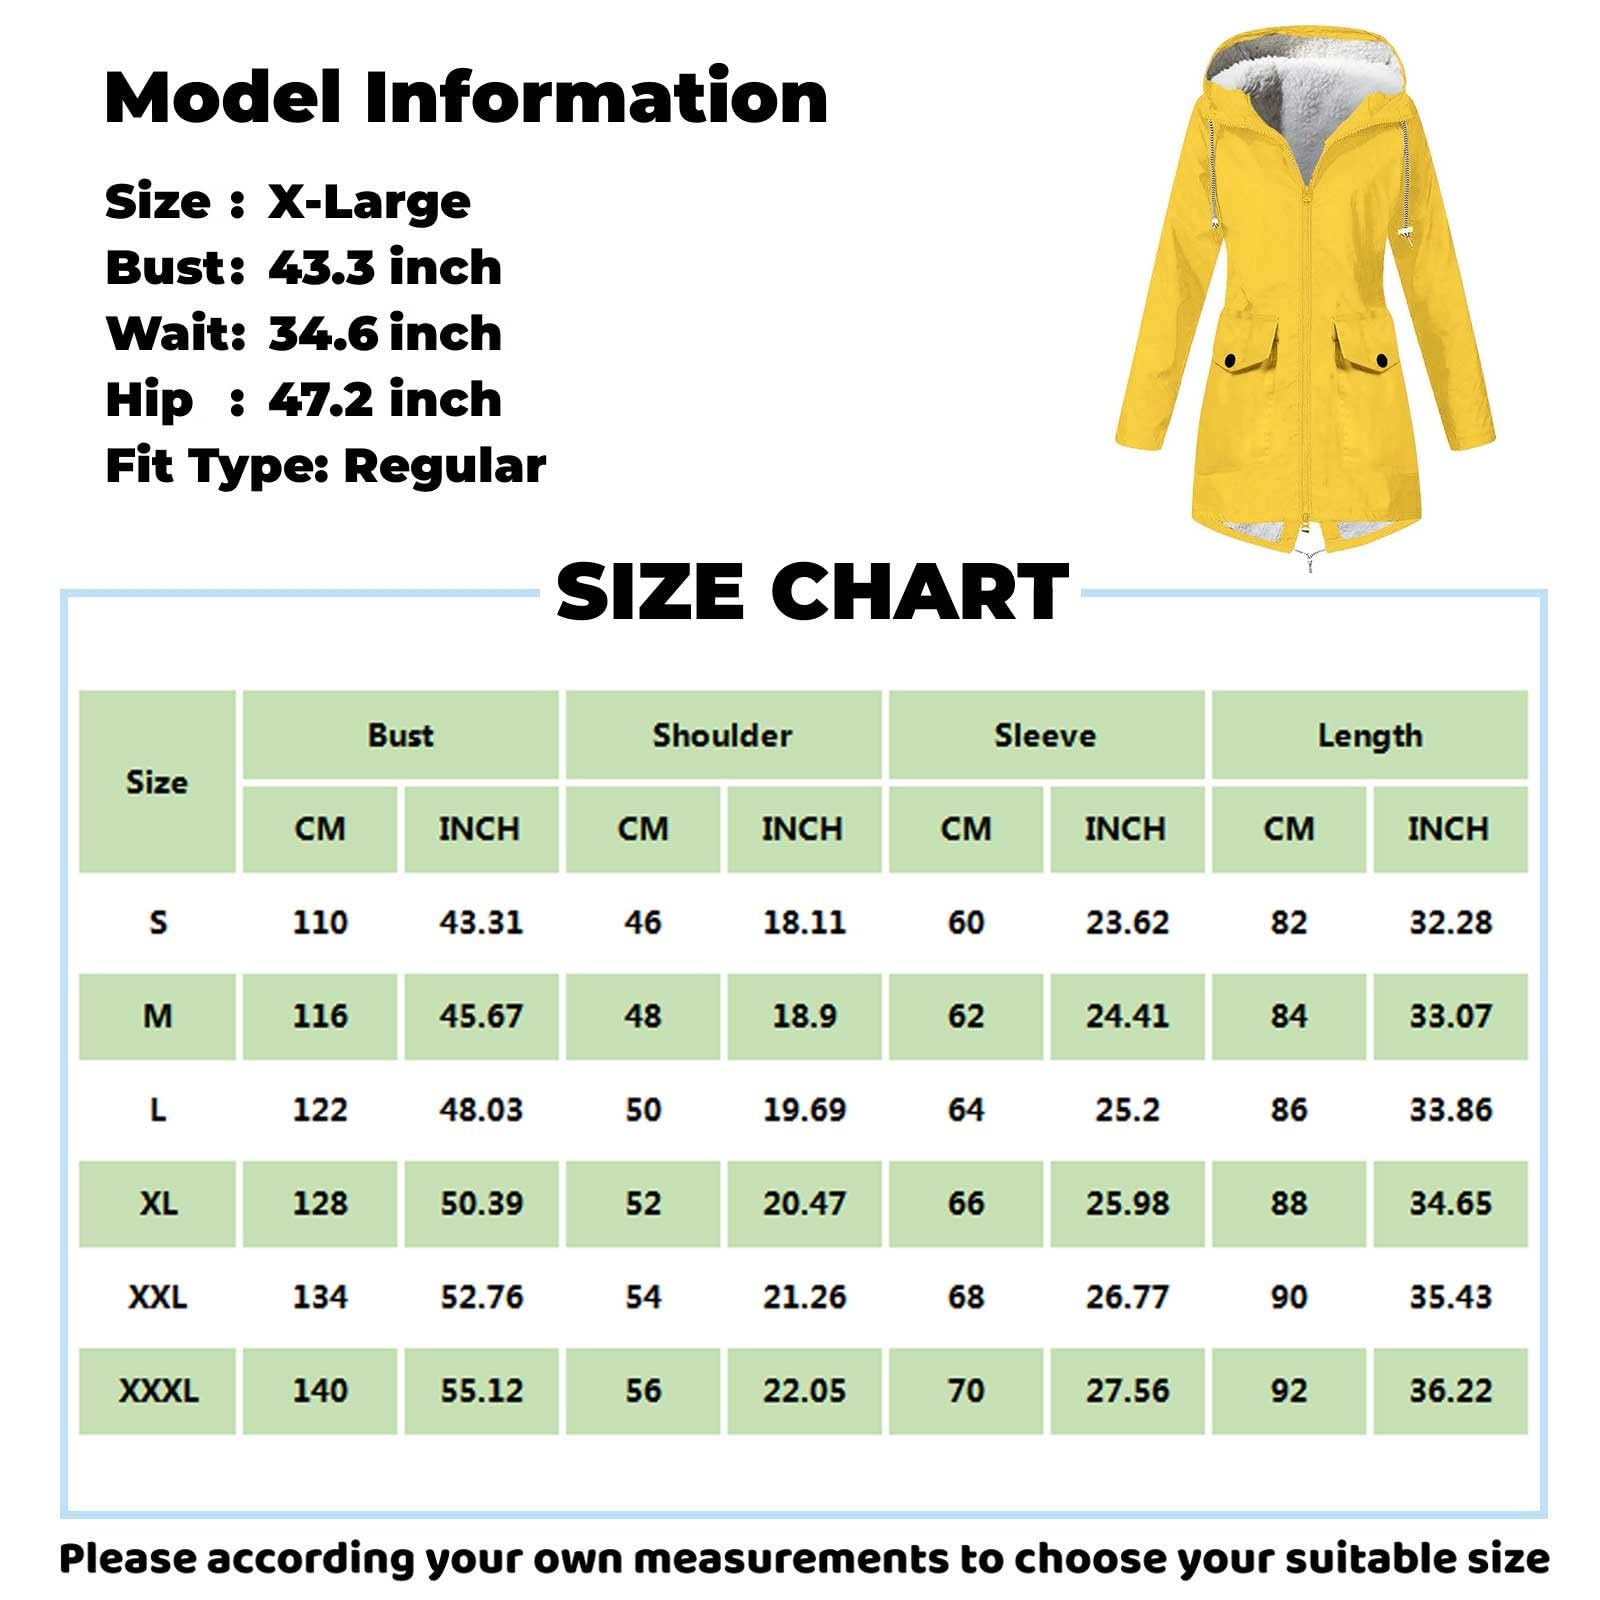 Model Information
Size : X-Large
Bust: 43.3 inch
Wait: 34.6 inch
Hip : 47.2 inch
Fit Type: Regular
SIZE CHART
Size Bust Shoulder Sleeve Length
CM INCH CM INCH CM INCH CM INCH
S 110 43.31 46 18.11 60 23.62 82 32.28
M 116 45.67 48 18.9 62 24.41 84 33.07
L 122 48.03 50 19.69 64 25.2 86 33.86
XL 128 50.39 52 20.47 66 25.98 88 34.65
XXL 134 52.76 54 21.26 68 26.77 90 35.43
XXXL 140 55.12 56 22.05 70 27.56 92 36.22
Please according your own measurements to choose your suitable size